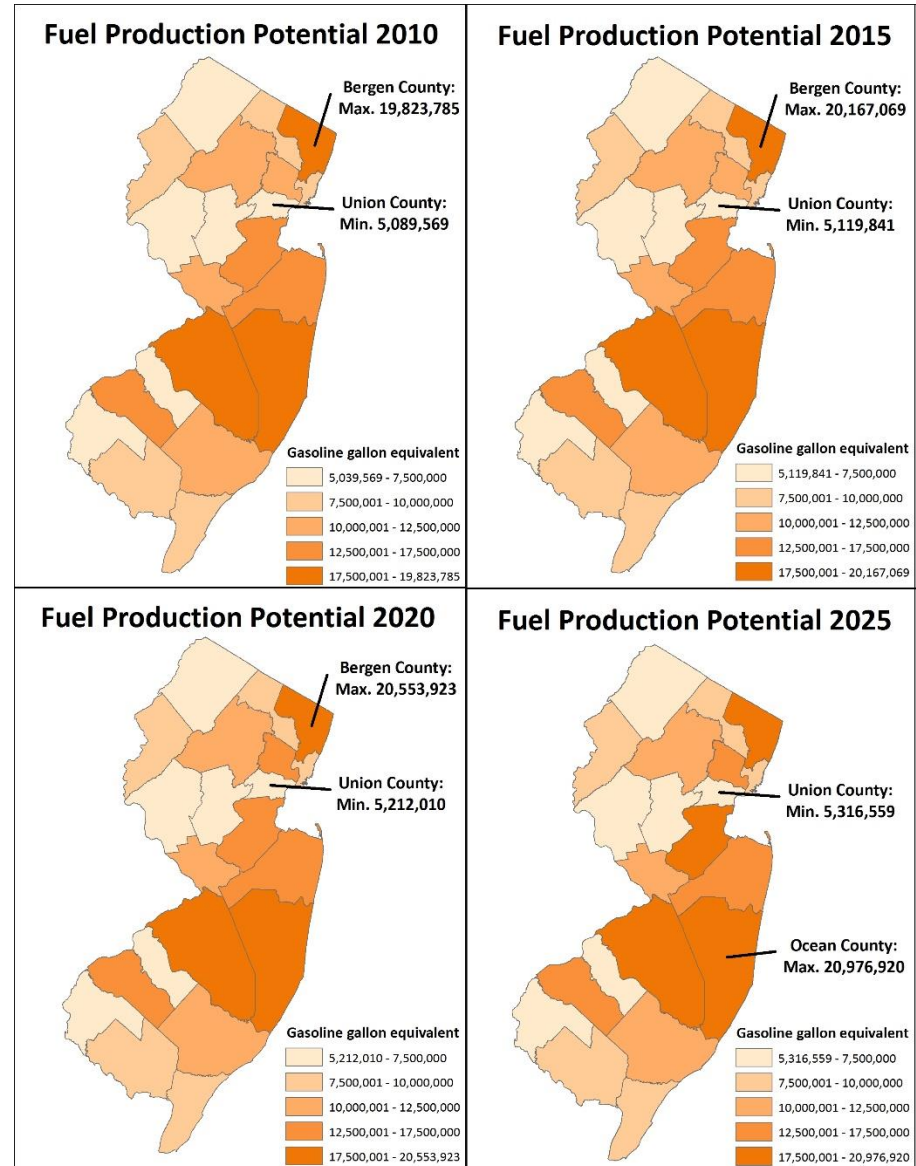 Fuel Production Potential 2010
Bergen County:
Max. 19,823,785
Union County:
Min. 5,089,569
Gasoline gallon equivalent
5,039,569 - 7,500,000
7,500,001 - 10,000,000
10,000,001 - 12,500,000
12,500,001 - 17,500,000
17,500,001 - 19,823,785
Fuel Production Potential 2015
Bergen County:
Max. 20,167,069
Union County:
Min. 5,119,841
Gasoline gallon equivalent
5,119,841 - 7,500,000
7,500,001 - 10,000,000
10,000,001 - 12,500,000
12,500,001 - 17,500,000
17,500,001 - 20,167,069
Fuel Production Potential 2020
Bergen County:
Max. 20,553,923
Union County:
Min. 5,212,010
Gasoline gallon equivalent
5,212,010 - 7,500,000
7,500,001 - 10,000,000
10,000,001 - 12,500,000
12,500,001 - 17,500,000
17,500,001 - 20,553,923
Fuel Production Potential 2025
Union County:
Min. 5,316,559
Ocean County:
Max. 20,976,920
Gasoline gallon equivalent
5,316,559 - 7,500,000
7,500,001 - 10,000,000
10,000,001 - 12,500,000
12,500,001 - 17,500,000
17,500,001 - 20,976,920